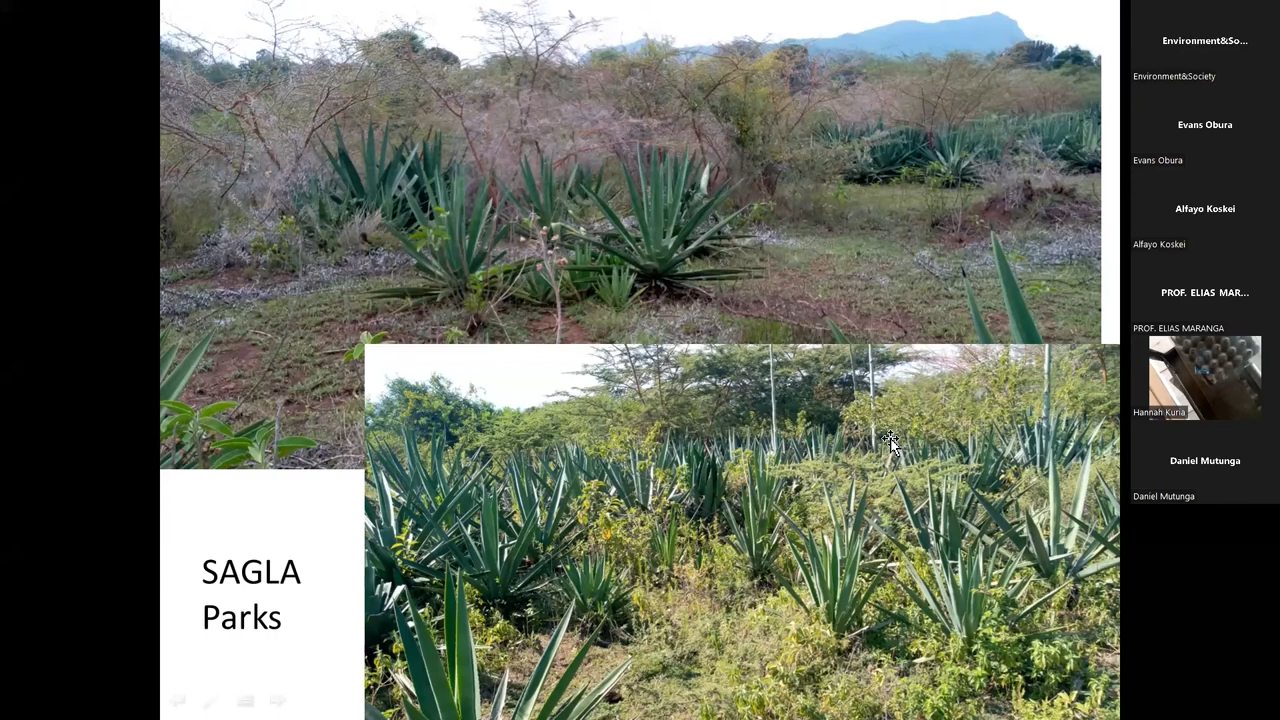 SAGLA
Parks
Environment&So...
Environment&Society
Evans Obura
Evans Obura
Alfayo Koskei
Alfayo Koskei
PROF. ELIAS MAR...
PROF. ELIAS MARANGA
Hannah Kuria
Daniel Mutunga
Daniel Mutunga